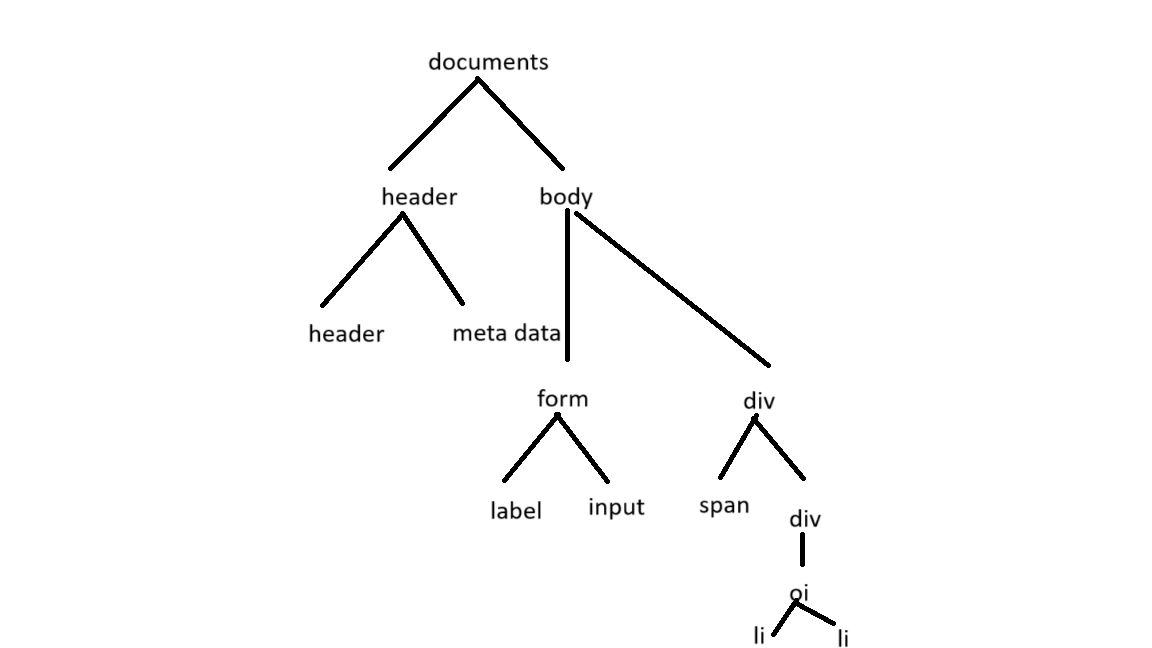 documents
header
body
header
meta data
form
div
label
input
span
div
oi
li
li